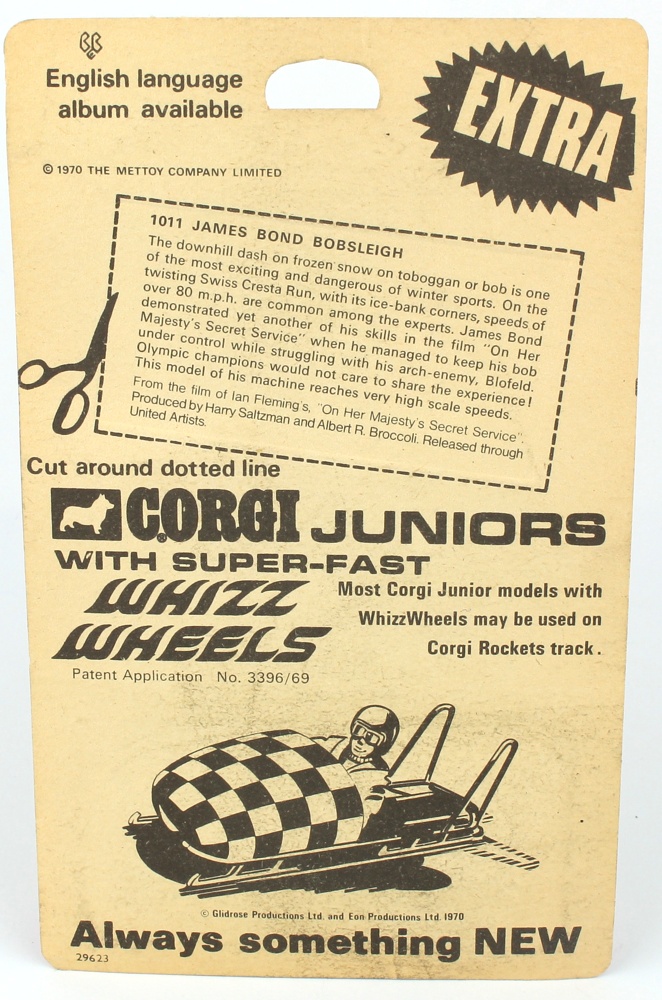 English language
album available
EXTRA
© 1970 THE METTOY COMPANY LIMITED
1011 JAMES BOND BOBSLEIGH
The downhill dash on frozen snow on toboggan or bob is one
of the most exciting and dangerous of winter sports. On the
twisting Swiss Cresta Run, with its ice-bank corners, speeds of
over 80 m.p.h. are common among the experts. James Bond
demonstrated yet another of his skills in the film "On Her
Majesty's Secret Service" when he managed to keep his bob
under control while struggling with his arch-enemy, Blofeld.
Olympic champions would not care to share the experience!
This model of his machine reaches very high scale speeds.
From the film of Ian Fleming's, "On Her Majesty's Secret Service".
Produced by Harry Saltzman and Albert R. Broccoli. Released through
United Artists.
Cut around dotted line
CORGI JUNIORS
WITH SUPER-FAST
WHIZZ
WHEELS
Patent Application No. 3396/69
Most Corgi Junior models with
WhizzWheels may be used on
Corgi Rockets track.
© Glidrose Productions Ltd. and Eon Productions Ltd. 1970
Always something NEW
29623